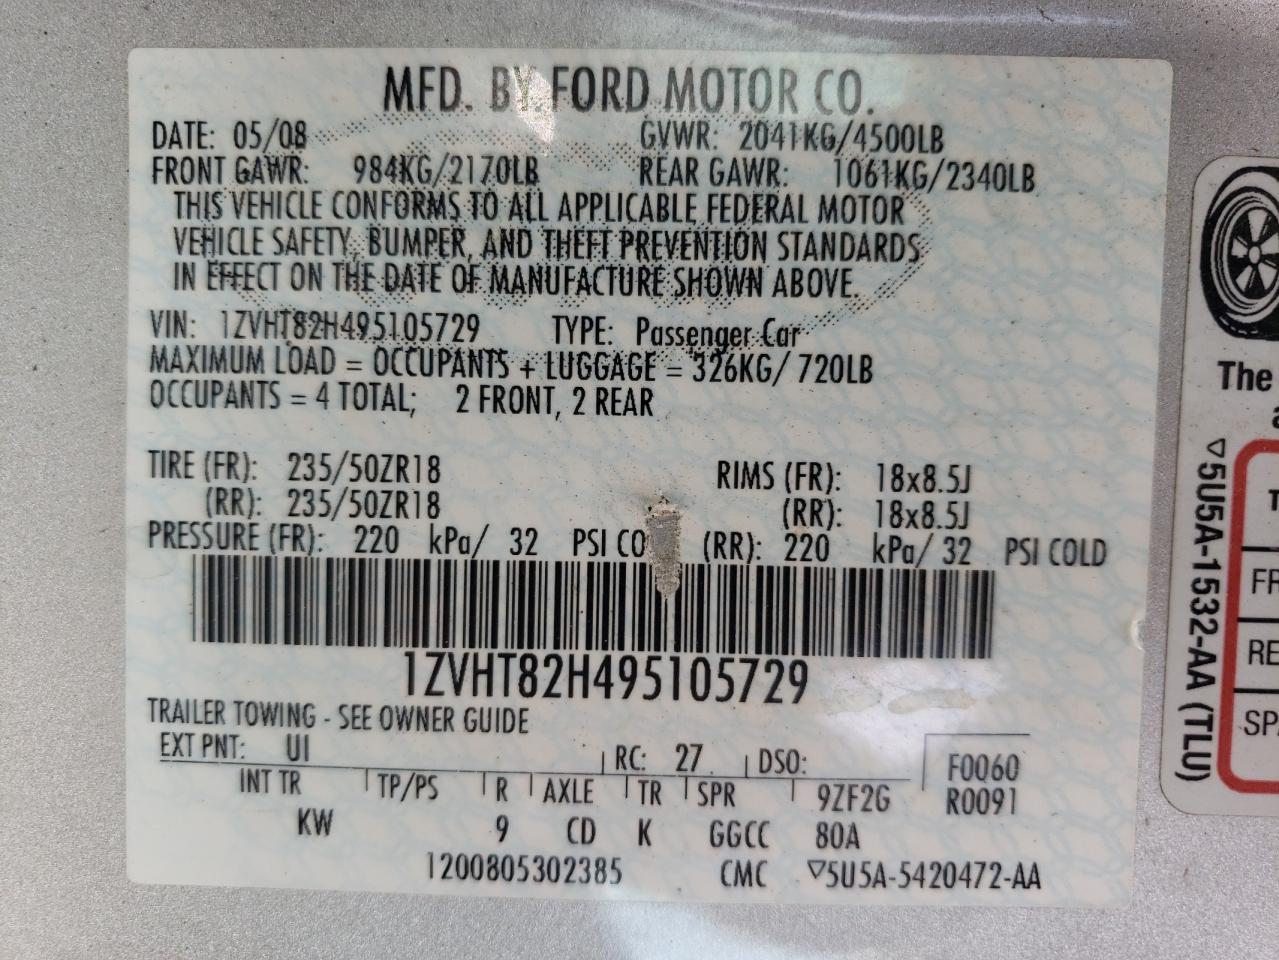 MFD. BY FORD MOTOR CO.
DATE: 05/08 GVWR: 2041KG/4500LB
FRONT GAWR: 984KG/2170LB REAR GAWR: 1061KG/2340LB
THIS VEHICLE CONFORMS TO ALL APPLICABLE FEDERAL MOTOR
VEHICLE SAFETY, BUMPER, AND THEFT PREVENTION STANDARDS
IN EFFECT ON THE DATE OF MANUFACTURE SHOWN ABOVE.
VIN: 1ZVHT82H495105729 TYPE: Passenger Car
MAXIMUM LOAD = OCCUPANTS + LUGGAGE = 326KG/ 720LB
OCCUPANTS = 4 TOTAL; 2 FRONT, 2 REAR
TIRE (FR): 235/50ZR18 RIMS (FR): 18x8.5J
(RR): 235/50ZR18 (RR): 18x8.5J
PRESSURE (FR): 220 kPa/ 32 PSI CO (RR): 220 kPa/ 32 PSI COLD
1ZVHT82H495105729
TRAILER TOWING - SEE OWNER GUIDE
EXT PNT: UI RC: 27 DSO: F0060
INT TR TP/PS R AXLE TR SPR 9ZF2G R0091
KW 9 CD K GGCC 80A
1200805302385 CMC ▽5U5A-5420472-AA
The
▽5U5A-1532-AA (TLU)
FR
RE
SP